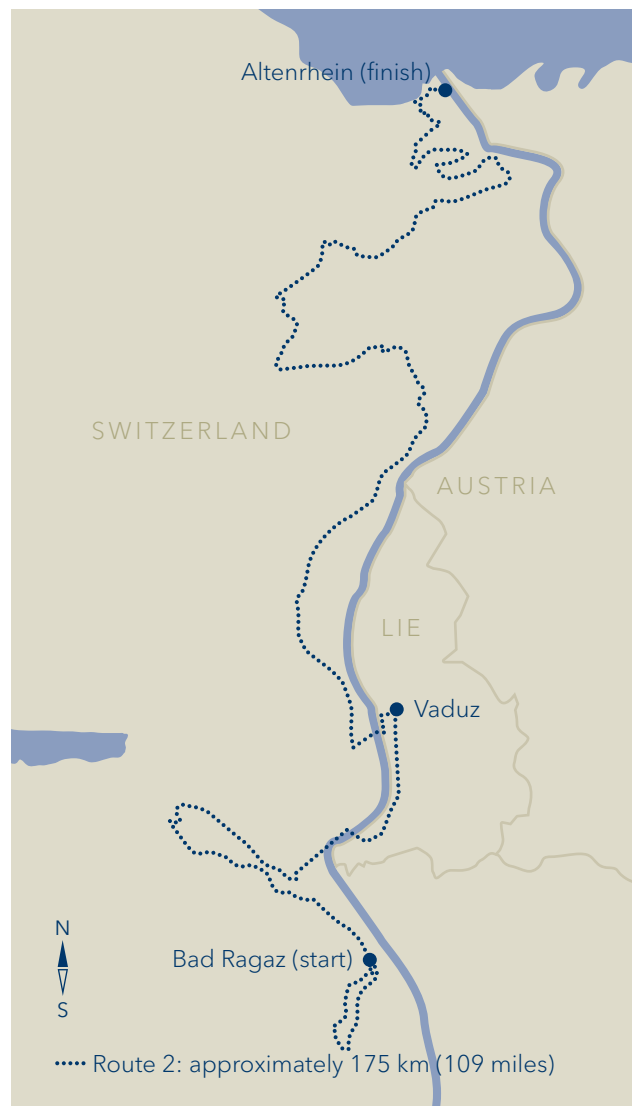 Altenrhein (finish)
SWITZERLAND
AUSTRIA
LIE
Vaduz
N
Bad Ragaz (start)
S
Route 2: approximately 175 km (109 miles)